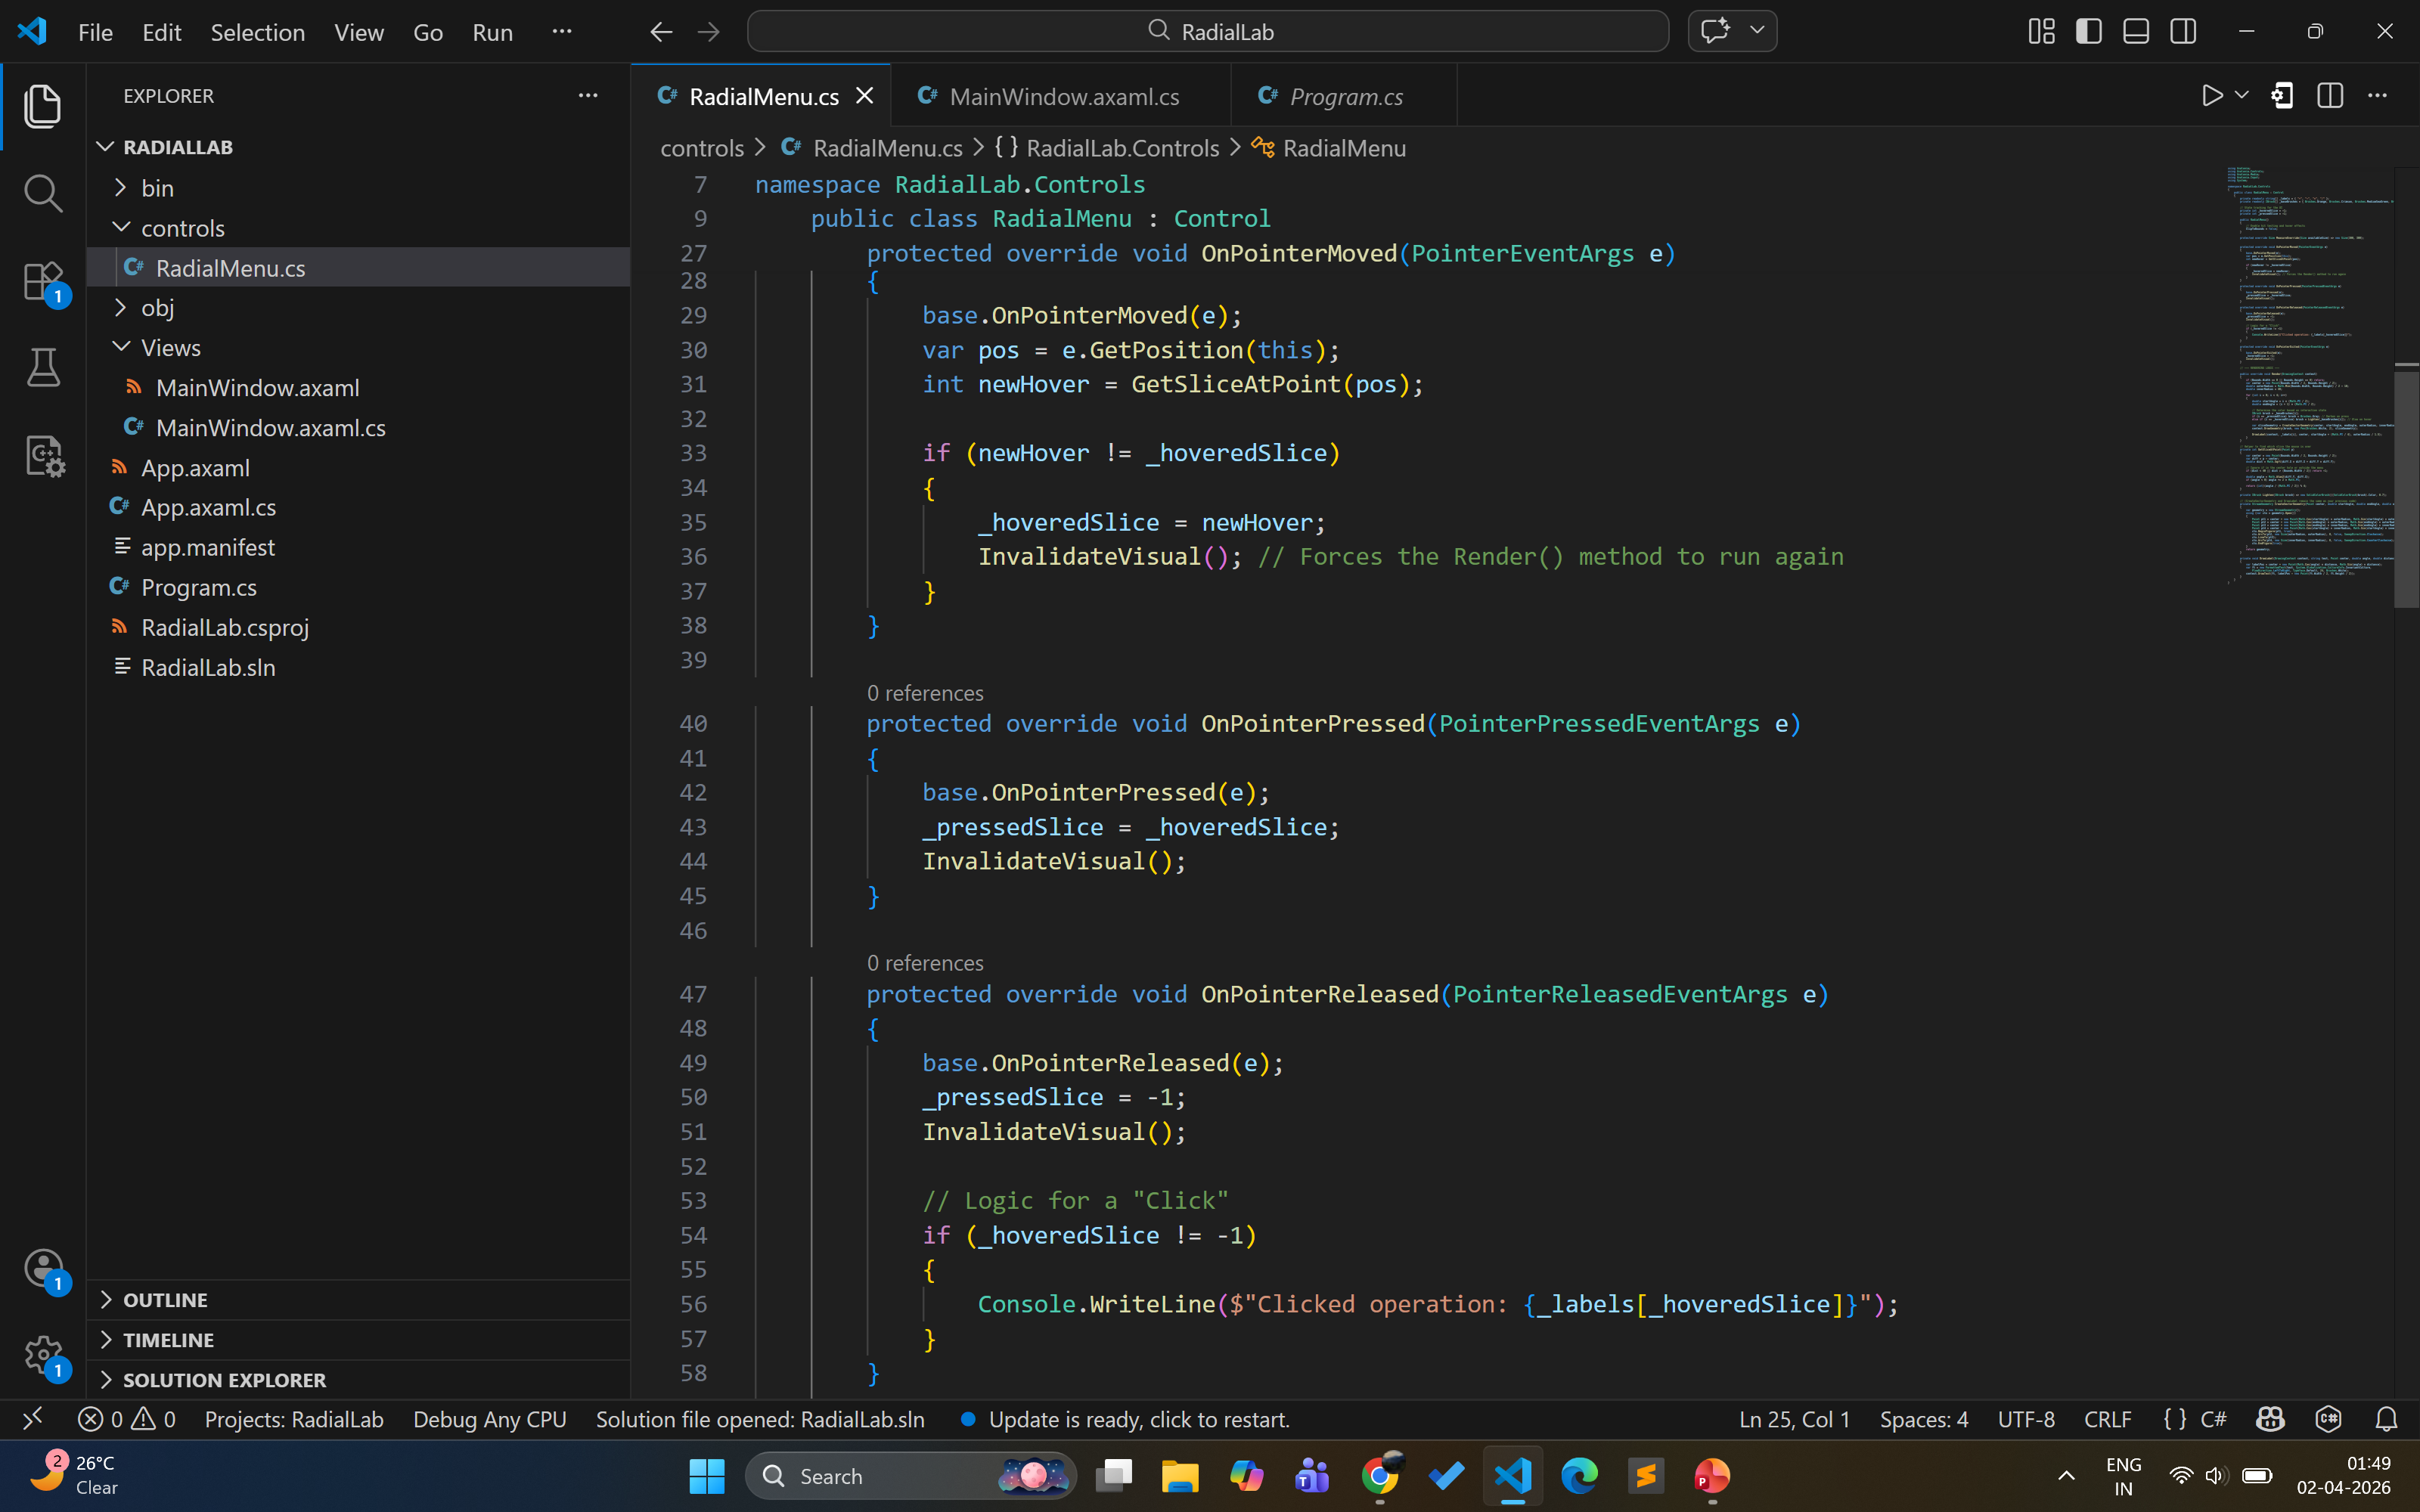 File Edit Selection View Go Run ···
RadialLab
EXPLORER
RADIALLAB
bin
controls
RadialMenu.cs
obj
Views
MainWindow.axaml
MainWindow.axaml.cs
App.axaml
App.axaml.cs
app.manifest
Program.cs
RadialLab.csproj
RadialLab.sln
OUTLINE
TIMELINE
SOLUTION EXPLORER
1
1
1
RadialMenu.cs MainWindow.axaml.cs Program.cs
controls > RadialMenu.cs > {} RadialLab.Controls > RadialMenu
7 namespace RadialLab.Controls
9 public class RadialMenu : Control
27 protected override void OnPointerMoved(PointerEventArgs e)
28 {
29 base.OnPointerMoved(e);
30 var pos = e.GetPosition(this);
31 int newHover = GetSliceAtPoint(pos);
32
33 if (newHover != _hoveredSlice)
34 {
35 _hoveredSlice = newHover;
36 InvalidateVisual(); // Forces the Render() method to run again
37 }
38 }
39
0 references
40 protected override void OnPointerPressed(PointerPressedEventArgs e)
41 {
42 base.OnPointerPressed(e);
43 _pressedSlice = _hoveredSlice;
44 InvalidateVisual();
45 }
46
0 references
47 protected override void OnPointerReleased(PointerReleasedEventArgs e)
48 {
49 base.OnPointerReleased(e);
50 _pressedSlice = -1;
51 InvalidateVisual();
52
53 // Logic for a "Click"
54 if (_hoveredSlice != -1)
55 {
56 Console.WriteLine($"Clicked operation: {_labels[_hoveredSlice]}");
57 }
58 }
0 0 Projects: RadialLab Debug Any CPU Solution file opened: RadialLab.sln Update is ready, click to restart. Ln 25, Col 1 Spaces: 4 UTF-8 CRLF {} C#
2 26°C
Clear
Search
ENG
IN
01:49
02-04-2026